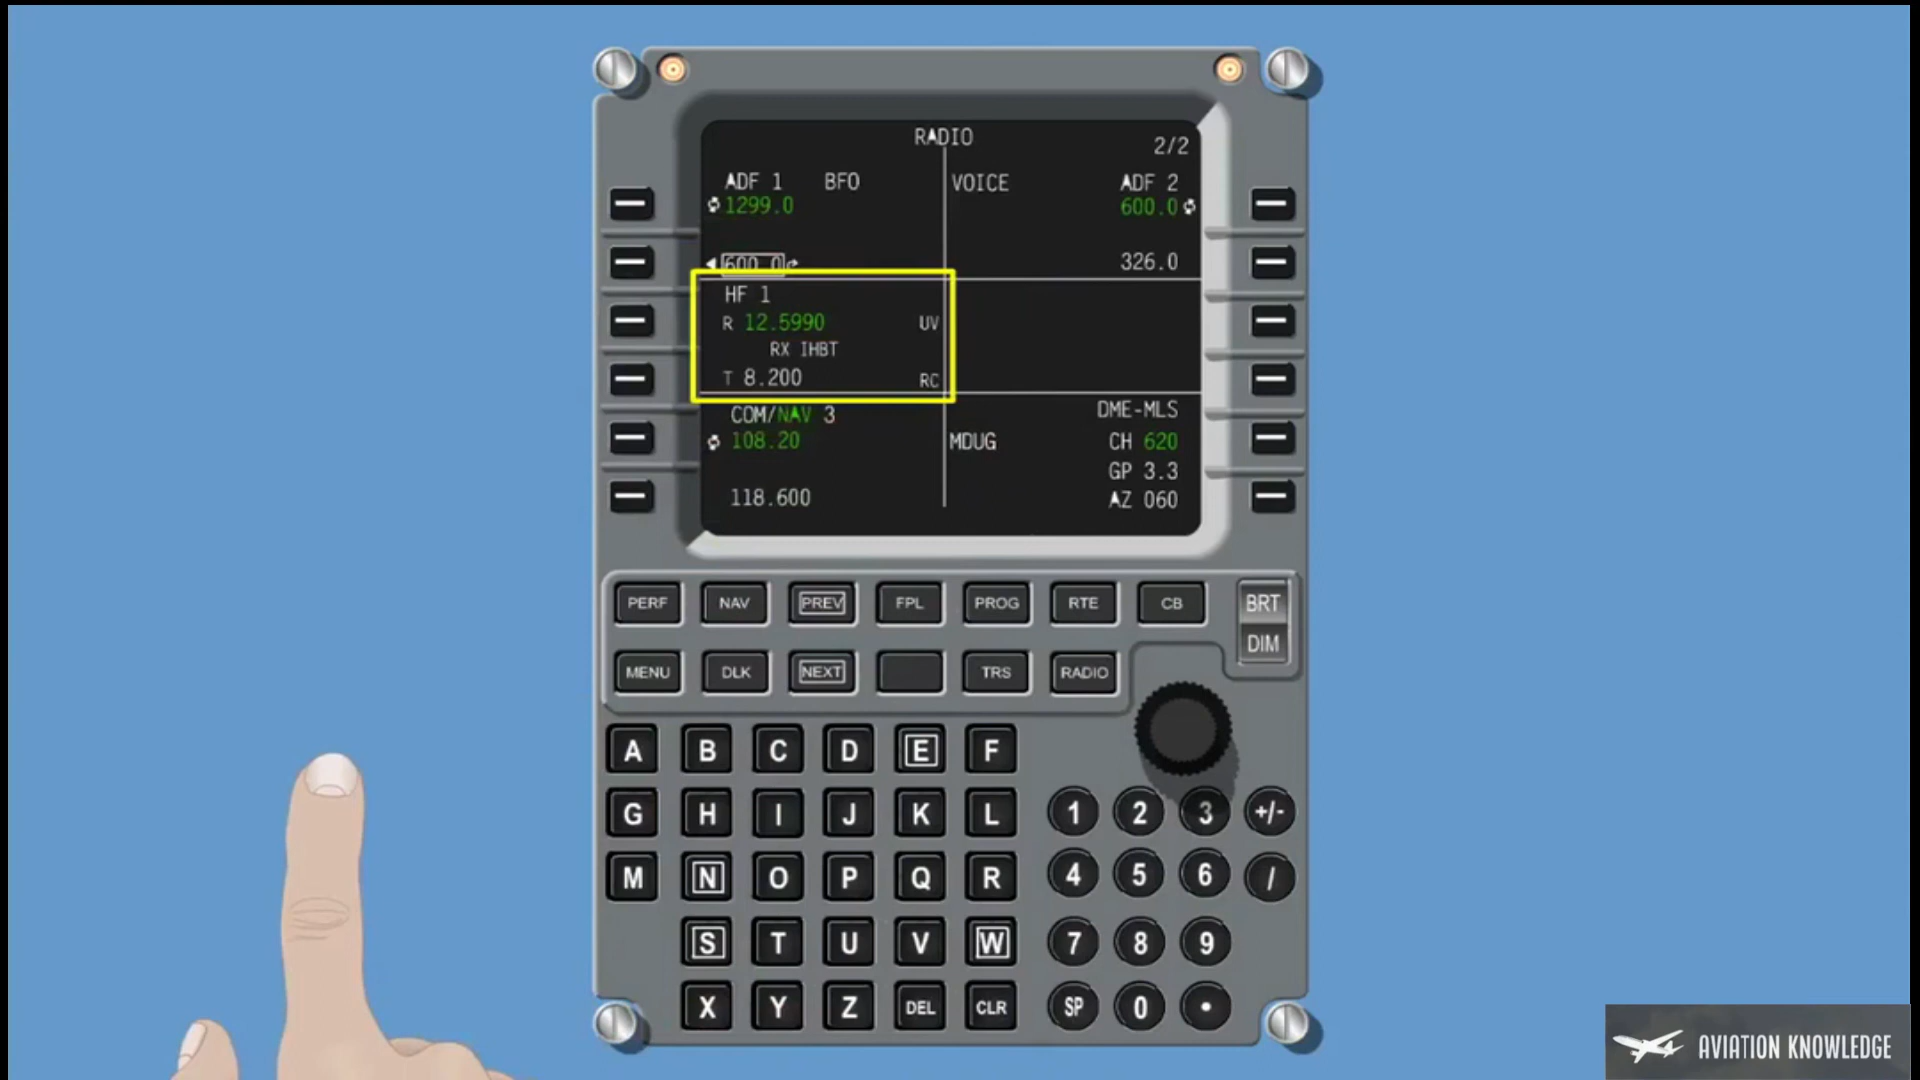 RADIO
2/2
ADF 1 BFO VOICE ADF 2
1299.0 600.0
600.0 326.0
HF 1
R 12.5990 UV
RX IHBT
T 8.200 RC
COM/NAV 3 DME-MLS
108.20 MDUG CH 620
GP 3.3
118.600 AZ 060
PERF NAV PREV FPL PROG RTE CB BRT
DIM
MENU DLK NEXT TRS RADIO
A B C D E F
G H I J K L 1 2 3 +/-
M N O P Q R 4 5 6 /
S T U V W 7 8 9
X Y Z DEL CLR SP 0 •
AVIATION KNOWLEDGE